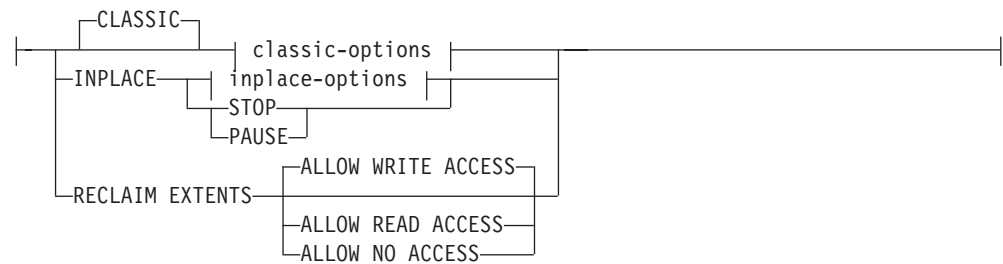 CLASSIC
classic-options
INPLACE inplace-options
STOP
PAUSE
ALLOW WRITE ACCESS
RECLAIM EXTENTS
ALLOW READ ACCESS
ALLOW NO ACCESS